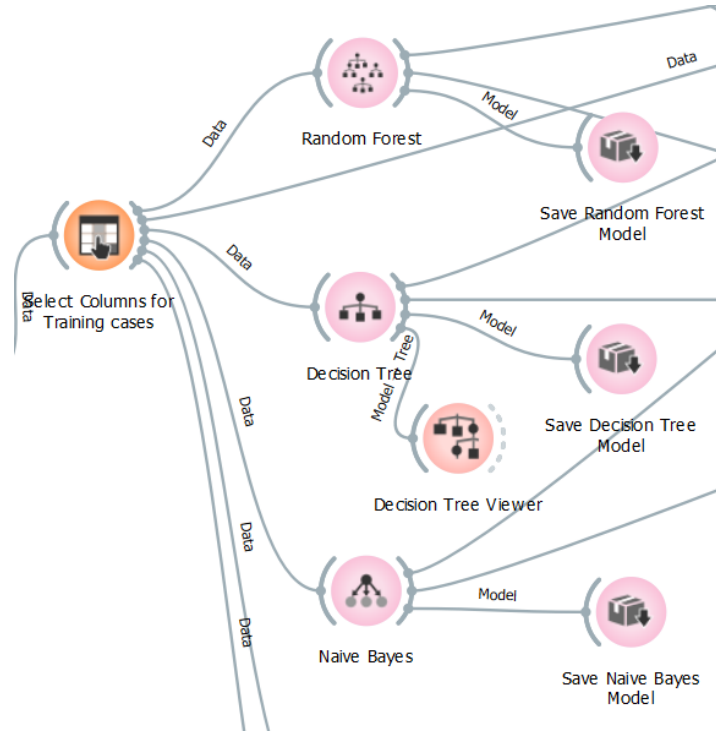 Data
Data
Model
Random Forest
Save Random Forest
Model
Data
Select Columns for
Training cases
Data
Model
Decision Tree
Model → Tree
Save Decision Tree
Model
Data
Decision Tree Viewer
Data
Model
Naive Bayes
Data
Save Naive Bayes
Model